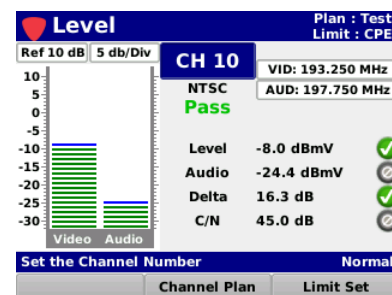 Level
Plan : Test
Limit : CPE
Ref 10 dB
5 db/Div
CH 10
VID: 193.250 MHz
AUD: 197.750 MHz
NTSC
Pass
10
5
0
-5
-10
-15
-20
-25
-30
Video Audio
Level -8.0 dBmV
Audio -24.4 dBmV
Delta 16.3 dB
C/N 45.0 dB
Set the Channel Number
Normal
Channel Plan
Limit Set